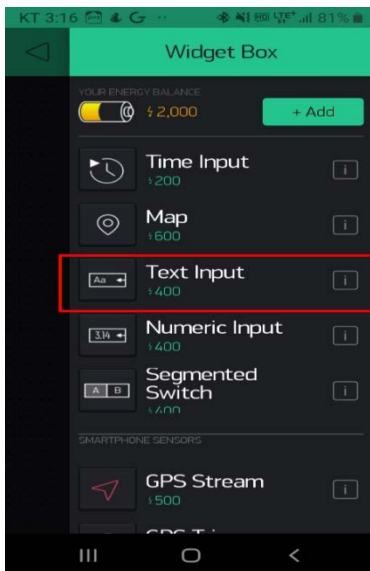 KT 3:16 G ··
81%
Widget Box
YOUR ENERGY BALANCE
2,000
+ Add
Time Input
200
i
Map
600
i
Aa
Text Input
400
i
3.14
Numeric Input
400
i
A B
Segmented
Switch
400
i
SMARTPHONE SENSORS
GPS Stream
500
i